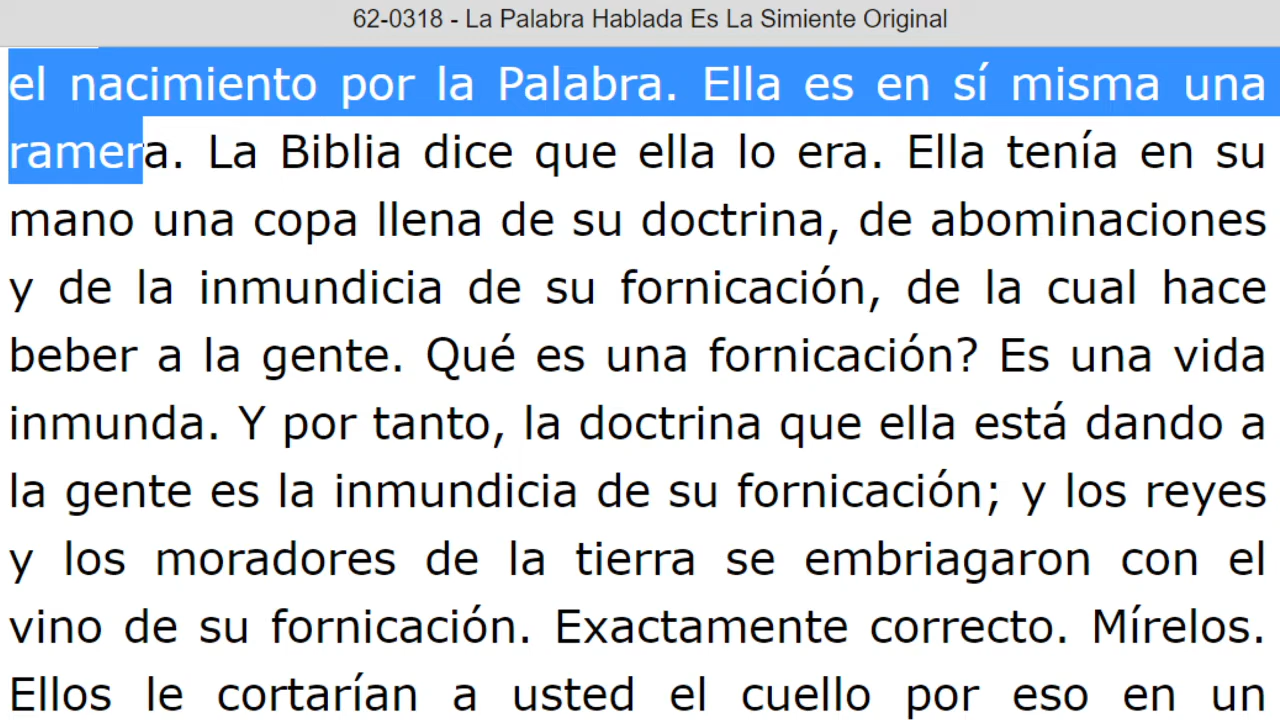 62-0318 - La Palabra Hablada Es La Simiente Original
el nacimiento por la Palabra. Ella es en sí misma una
ramera. La Biblia dice que ella lo era. Ella tenía en su
mano una copa llena de su doctrina, de abominaciones
y de la inmundicia de su fornicación, de la cual hace
beber a la gente. Qué es una fornicación? Es una vida
inmunda. Y por tanto, la doctrina que ella está dando a
la gente es la inmundicia de su fornicación; y los reyes
y los moradores de la tierra se embriagaron con el
vino de su fornicación. Exactamente correcto. Mírelos.
Ellos le cortarían a usted el cuello por eso en un